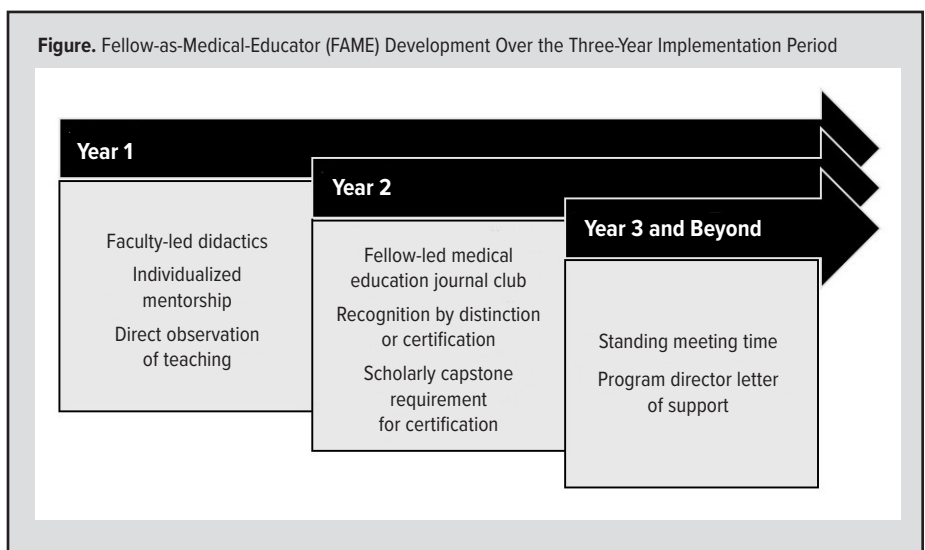 Figure. Fellow-as-Medical-Educator (FAME) Development Over the Three-Year Implementation Period
Year 1
Faculty-led didactics
Individualized
mentorship
Direct observation
of teaching
Year 2
Fellow-led medical
education journal club
Recognition by distinction
or certification
Scholarly capstone
requirement
for certification
Year 3 and Beyond
Standing meeting time
Program director letter
of support